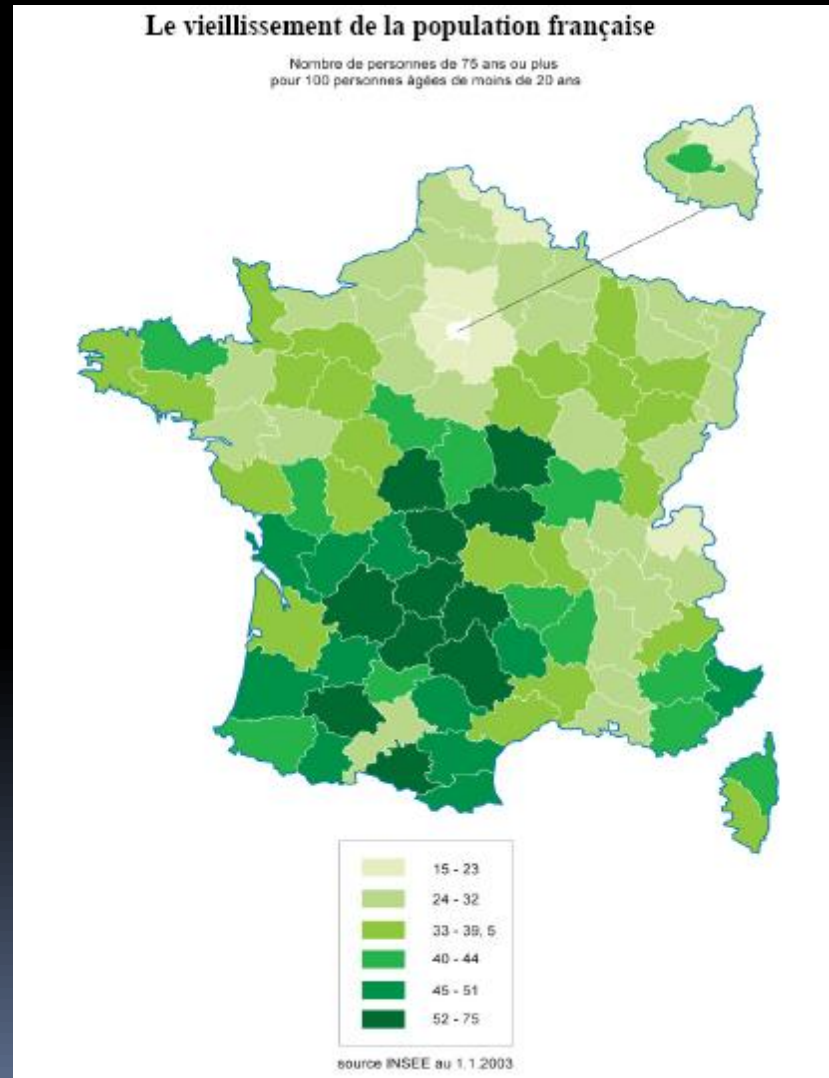 Le vieillissement de la population française
Nombre de personnes de 75 ans ou plus
pour 100 personnes âgées de moins de 20 ans
15 - 23
24 - 32
33 - 39, 5
40 - 44
45 - 51
52 - 75
source INSEE au 1.1.2003